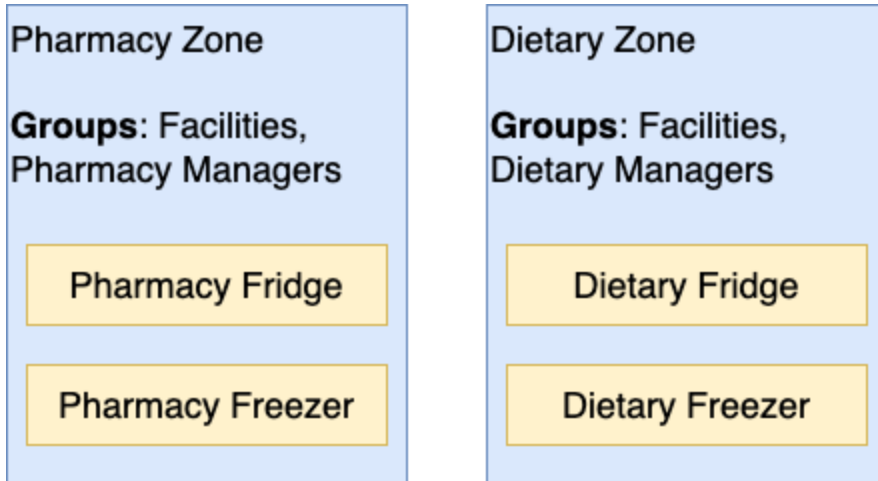 Pharmacy Zone
Groups: Facilities,
Pharmacy Managers
Pharmacy Fridge
Pharmacy Freezer
Dietary Zone
Groups: Facilities,
Dietary Managers
Dietary Fridge
Dietary Freezer